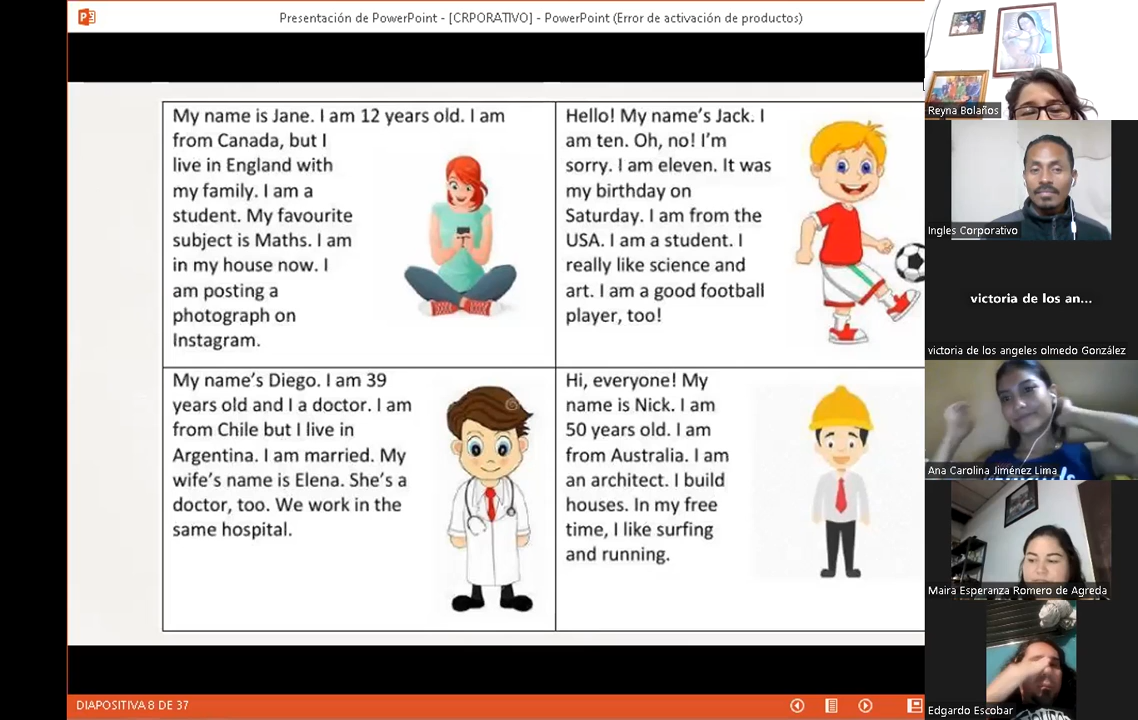 Presentación de PowerPoint - [CRPORATIVO] - PowerPoint (Error de activación de productos)
My name is Jane. I am 12 years old. I am
from Canada, but I
live in England with
my family. I am a
student. My favourite
subject is Maths. I am
in my house now. I
am posting a
photograph on
Instagram.
Hello! My name's Jack. I
am ten. Oh, no! I'm
sorry. I am eleven. It was
my birthday on
Saturday. I am from the
USA. I am a student. I
really like science and
art. I am a good football
player, too!
My name's Diego. I am 39
years old and I a doctor. I am
from Chile but I live in
Argentina. I am married. My
wife's name is Elena. She's a
doctor, too. We work in the
same hospital.
Hi, everyone! My
name is Nick. I am
50 years old. I am
from Australia. I am
an architect. I build
houses. In my free
time, I like surfing
and running.
DIAPOSITIVA 8 DE 37
Reyna Bolaños
Ingles Corporativo
victoria de los an...
victoria de los angeles olmedo González
Ana Carolina Jiménez Lima
Maira Esperanza Romero de Agreda
Edgardo Escobar